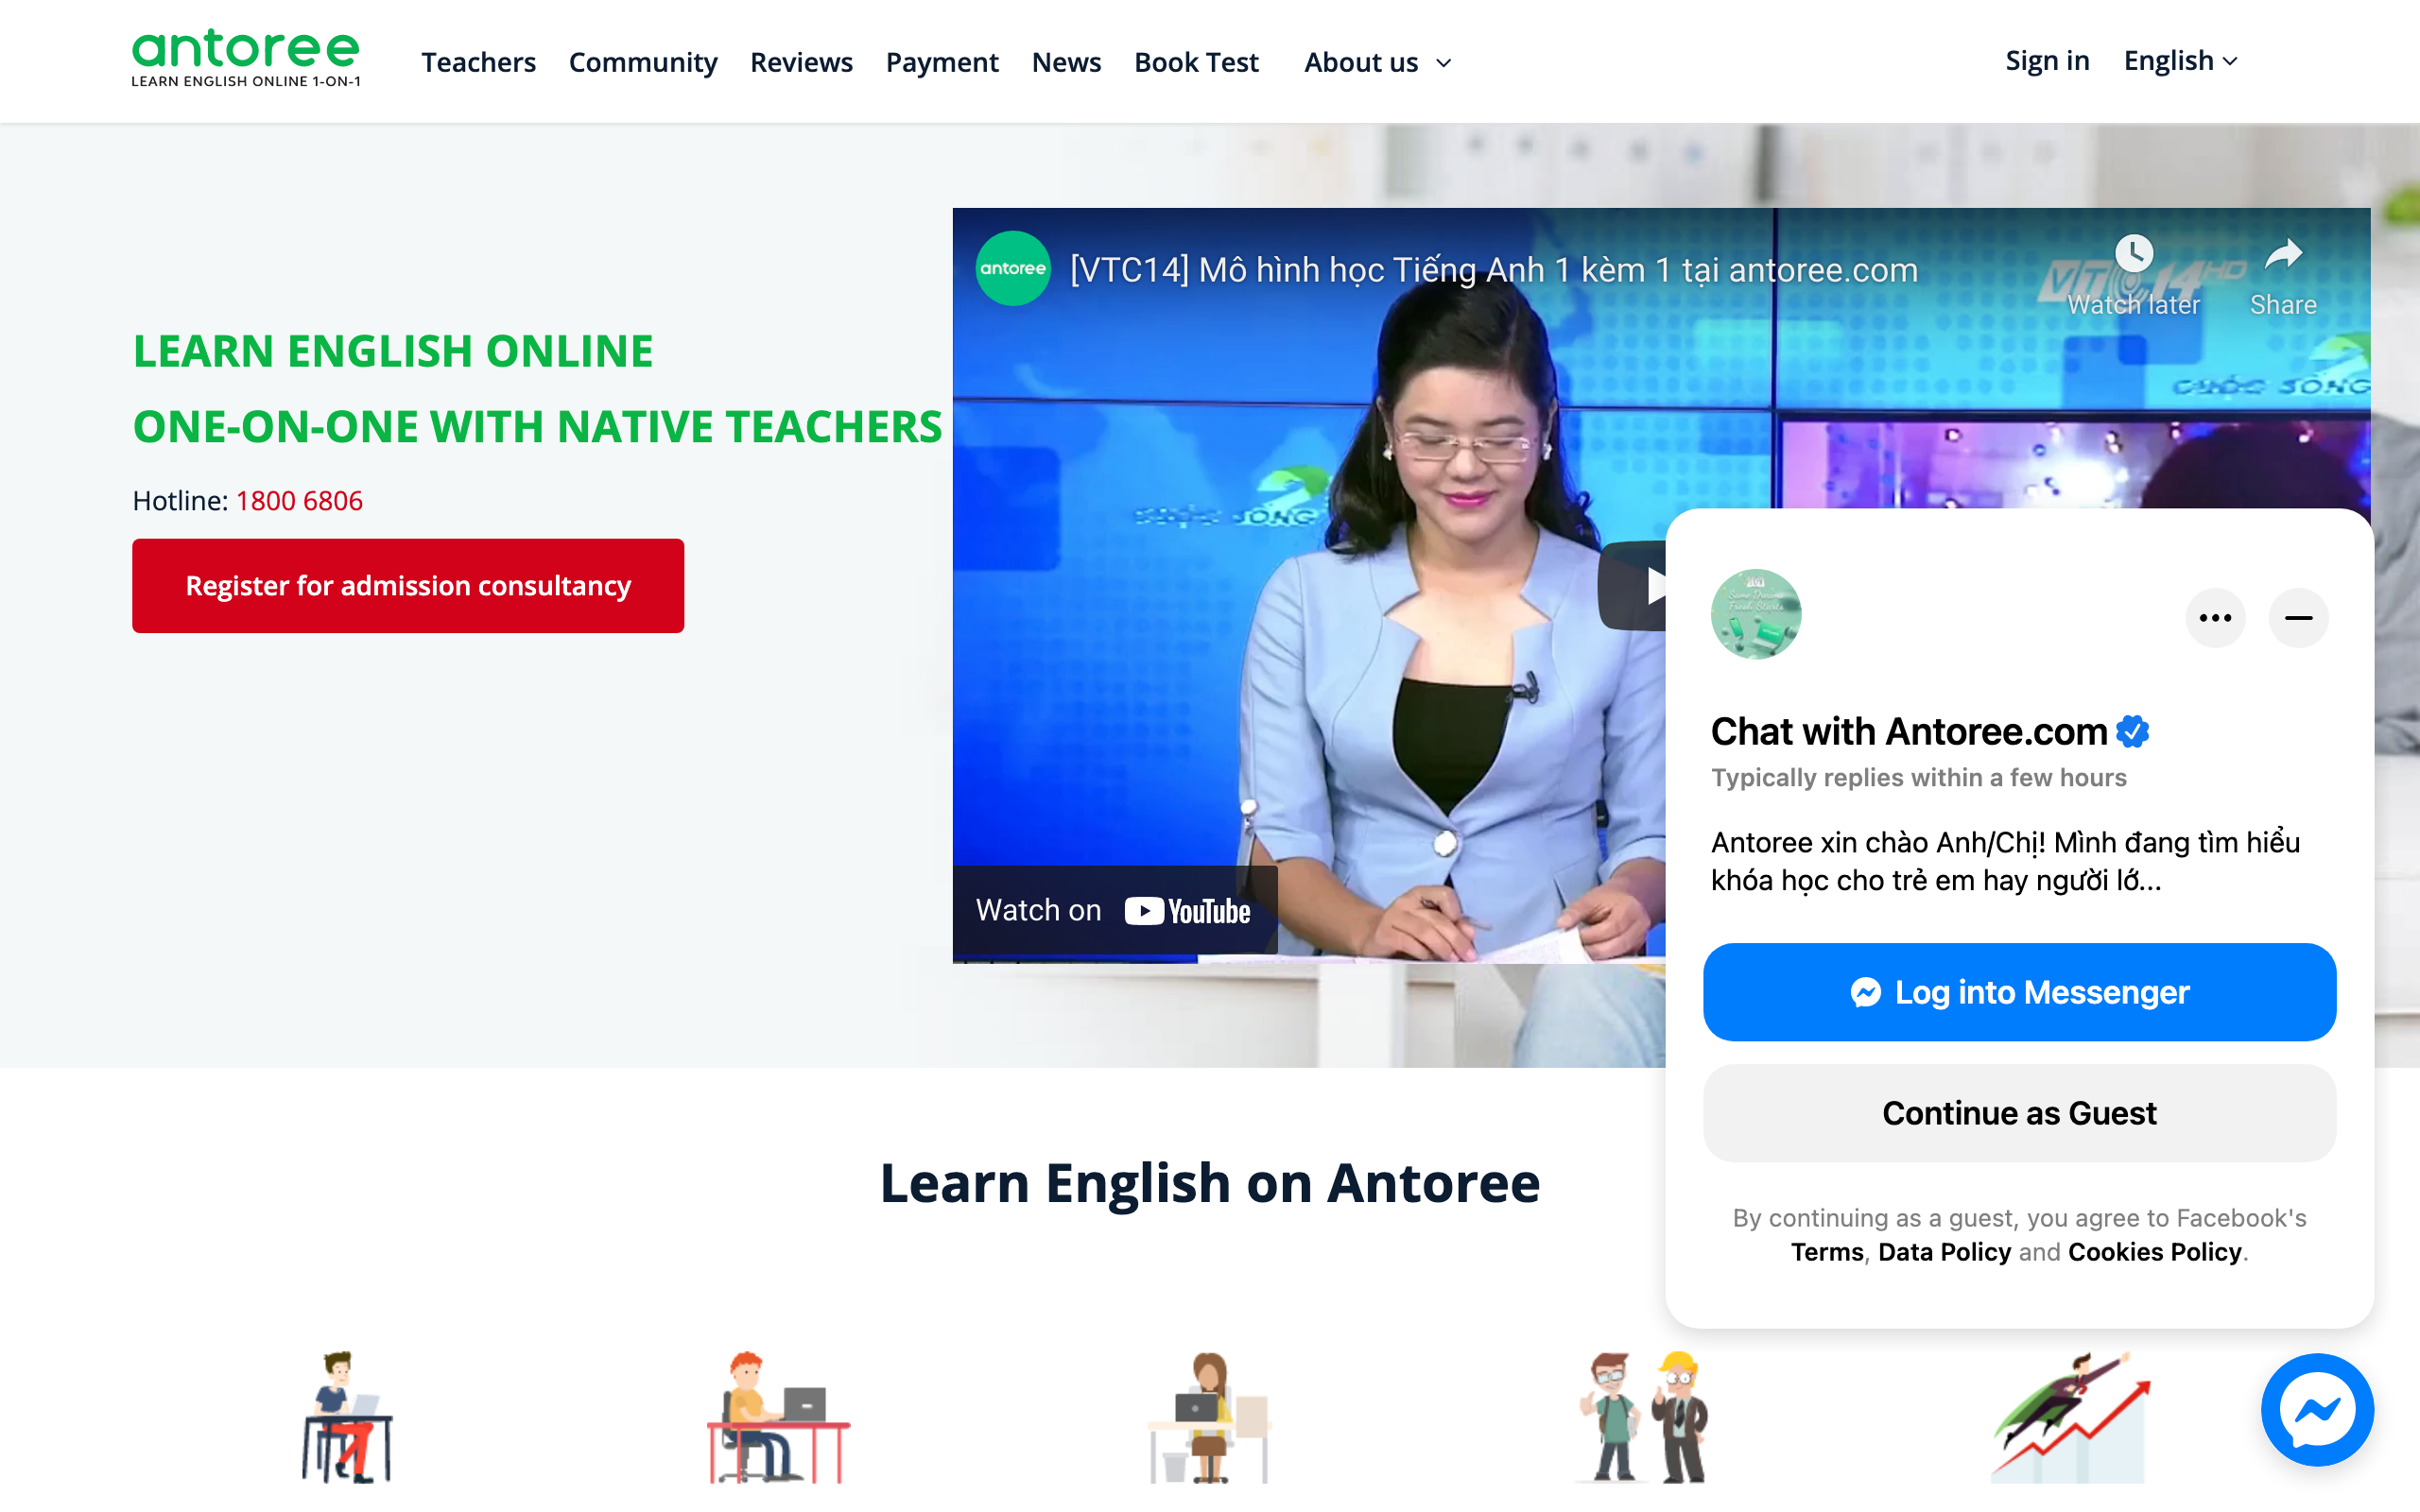 antoree
LEARN ENGLISH ONLINE 1-ON-1
Teachers
Community
Reviews
Payment
News
Book Test
About us
Sign in
English
LEARN ENGLISH ONLINE
ONE-ON-ONE WITH NATIVE TEACHERS
Hotline: 1800 6806
Register for admission consultancy
antoree
[VTC14] Mô hình học Tiếng Anh 1 kèm 1 tại antoree.com
Watch later
Share
Watch on YouTube
Chat with Antoree.com
Typically replies within a few hours
Antoree xin chào Anh/Chị! Mình đang tìm hiểu
khóa học cho trẻ em hay người lớ...
Log into Messenger
Continue as Guest
By continuing as a guest, you agree to Facebook's
Terms, Data Policy and Cookies Policy.
Learn English on Antoree